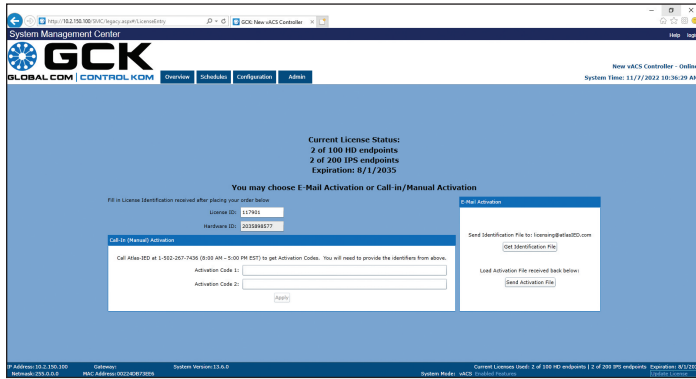 http://10.2.150.100/SMC/legacy.aspx#/LicenseEntry
GCK: New vACS Controller
System Management Center
Help
GCK
GLOBAL COM | CONTROL KOM
Overview
Schedules
Configuration
Admin
New vACS Controller - Online
System Time: 11/7/2022 10:36:29 AM
Current License Status:
2 of 100 HD endpoints
2 of 200 IPS endpoints
Expiration: 8/1/2035
You may choose E-Mail Activation or Call-in/Manual Activation
Fill in License Identification received after placing your order below
License ID: 117901
Hardware ID: 2035898577
Call-In (Manual) Activation
Call Atlas-IED at 1-502-267-7436 (8:00 AM - 5:00 PM EST) to get Activation Codes. You will need to provide the identifiers from above.
Activation Code 1:
Activation Code 2:
Apply
E-Mail Activation
Send Identification File to: licensing@atlasIED.com
Get Identification File
Load Activation File received back below:
Send Activation File
IP Address: 10.2.150.100
Gateway:
System Version: 13.6.0
Current Licenses Used: 2 of 100 HD endpoints | 2 of 200 IPS endpoints
Expiration: 8/1/20
Netmask: 255.0.0.0
MAC Address: 00224DB73EE6
System Mode: vACS
Enabled Features
Update License